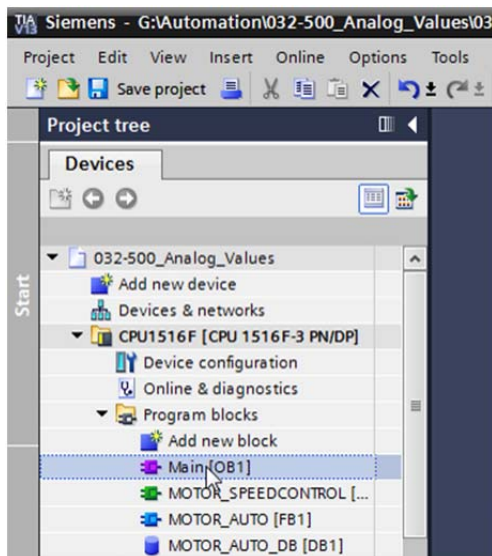 TIA V13 Siemens - G:\Automation\032-500_Analog_Values\03
Project Edit View Insert Online Options Tools
Save project
Project tree
Devices
Start
032-500_Analog_Values
Add new device
Devices & networks
CPU1516F [CPU 1516F-3 PN/DP]
Device configuration
Online & diagnostics
Program blocks
Add new block
Main [OB1]
MOTOR_SPEEDCONTROL [...
MOTOR_AUTO [FB1]
MOTOR_AUTO_DB [DB1]